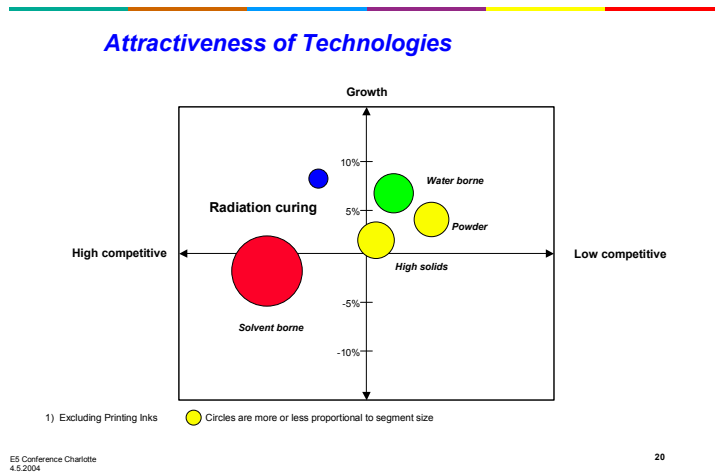 Attractiveness of Technologies
Growth
10%
Water borne
Radiation curing
5%
Powder
High competitive
Low competitive
High solids
-5%
Solvent borne
-10%
1) Excluding Printing Inks
Circles are more or less proportional to segment size
E5 Conference Charlotte
4.5.2004
20